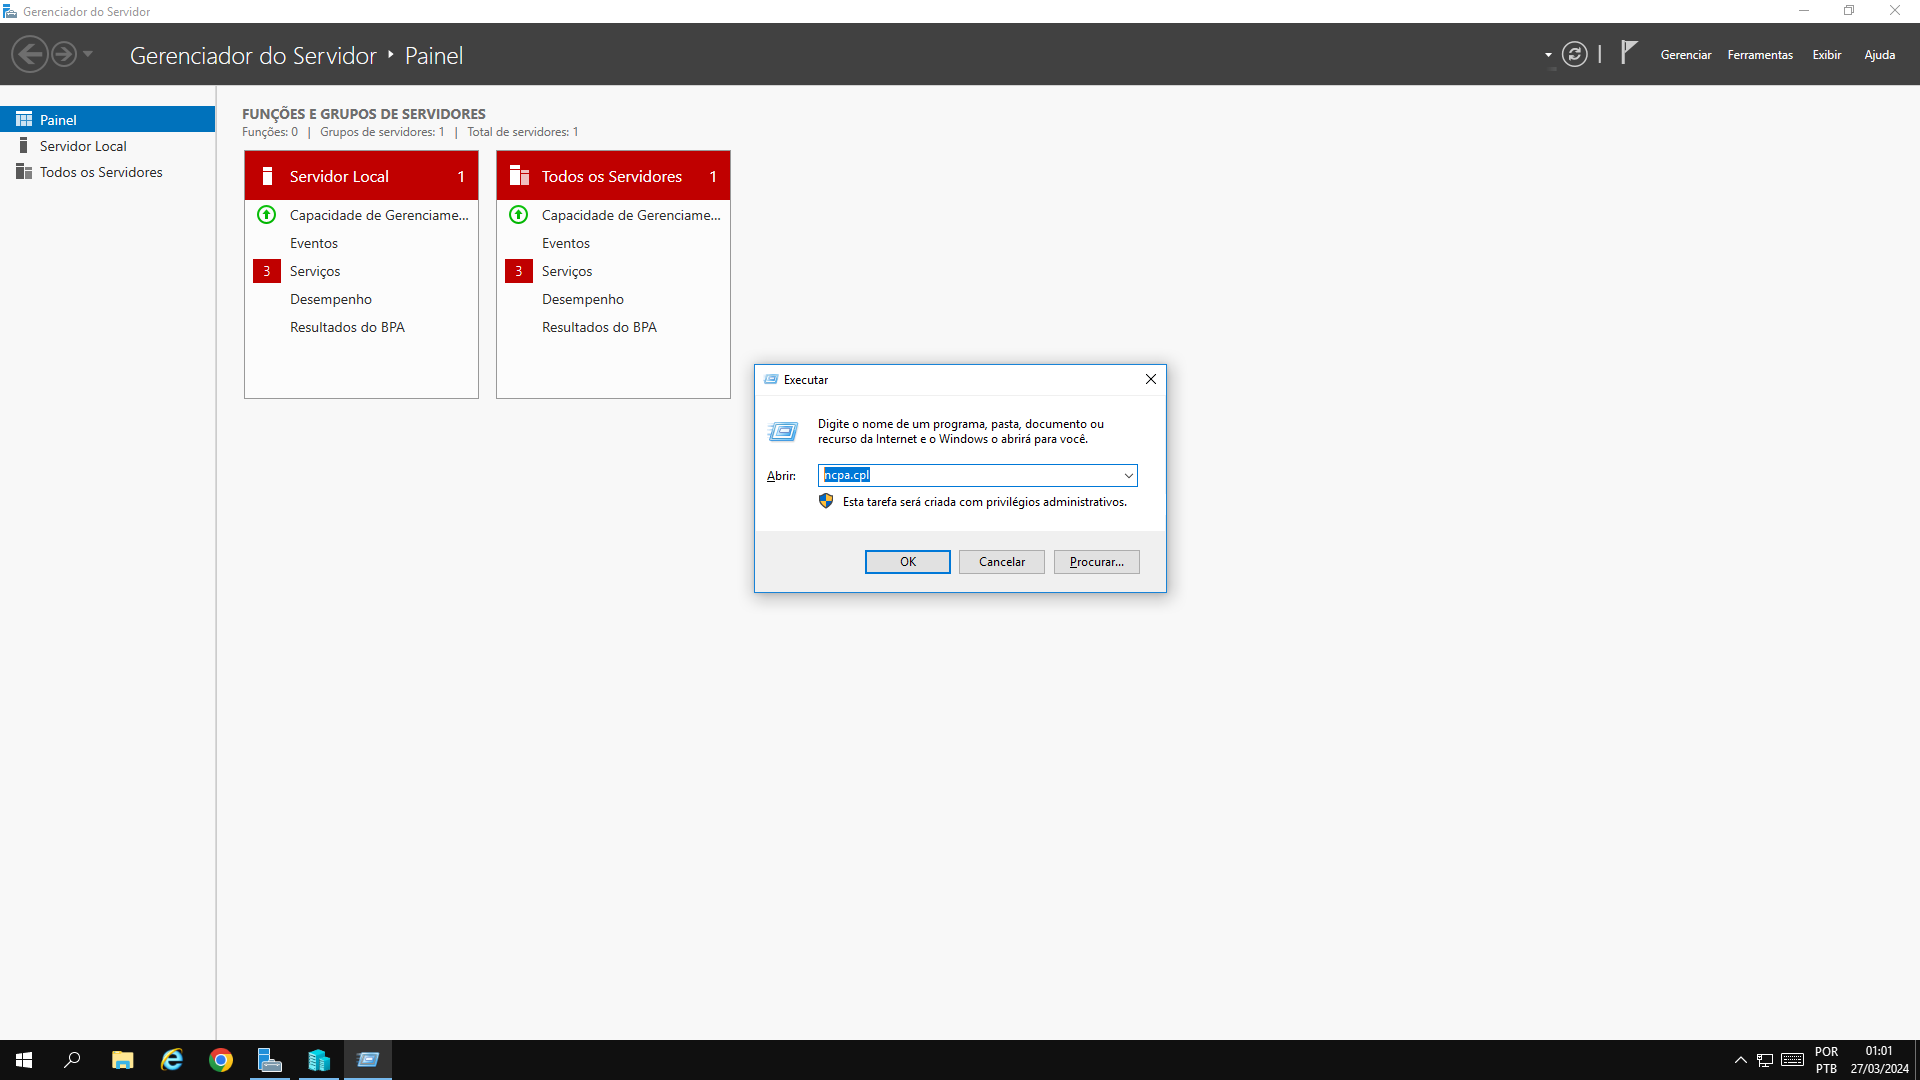 Gerenciador do Servidor
Gerenciador do Servidor ‣ Painel
Gerenciar Ferramentas Exibir Ajuda
Painel
Servidor Local
Todos os Servidores
FUNÇÕES E GRUPOS DE SERVIDORES
Funções: 0 | Grupos de servidores: 1 | Total de servidores: 1
Servidor Local 1
Capacidade de Gerenciame...
Eventos
3 Serviços
Desempenho
Resultados do BPA
Todos os Servidores 1
Capacidade de Gerenciame...
Eventos
3 Serviços
Desempenho
Resultados do BPA
Executar
Digite o nome de um programa, pasta, documento ou
recurso da Internet e o Windows o abrirá para você.
Abrir: ncpa.cpl
Esta tarefa será criada com privilégios administrativos.
OK Cancelar Procurar...
POR
PTB
01:01
27/03/2024